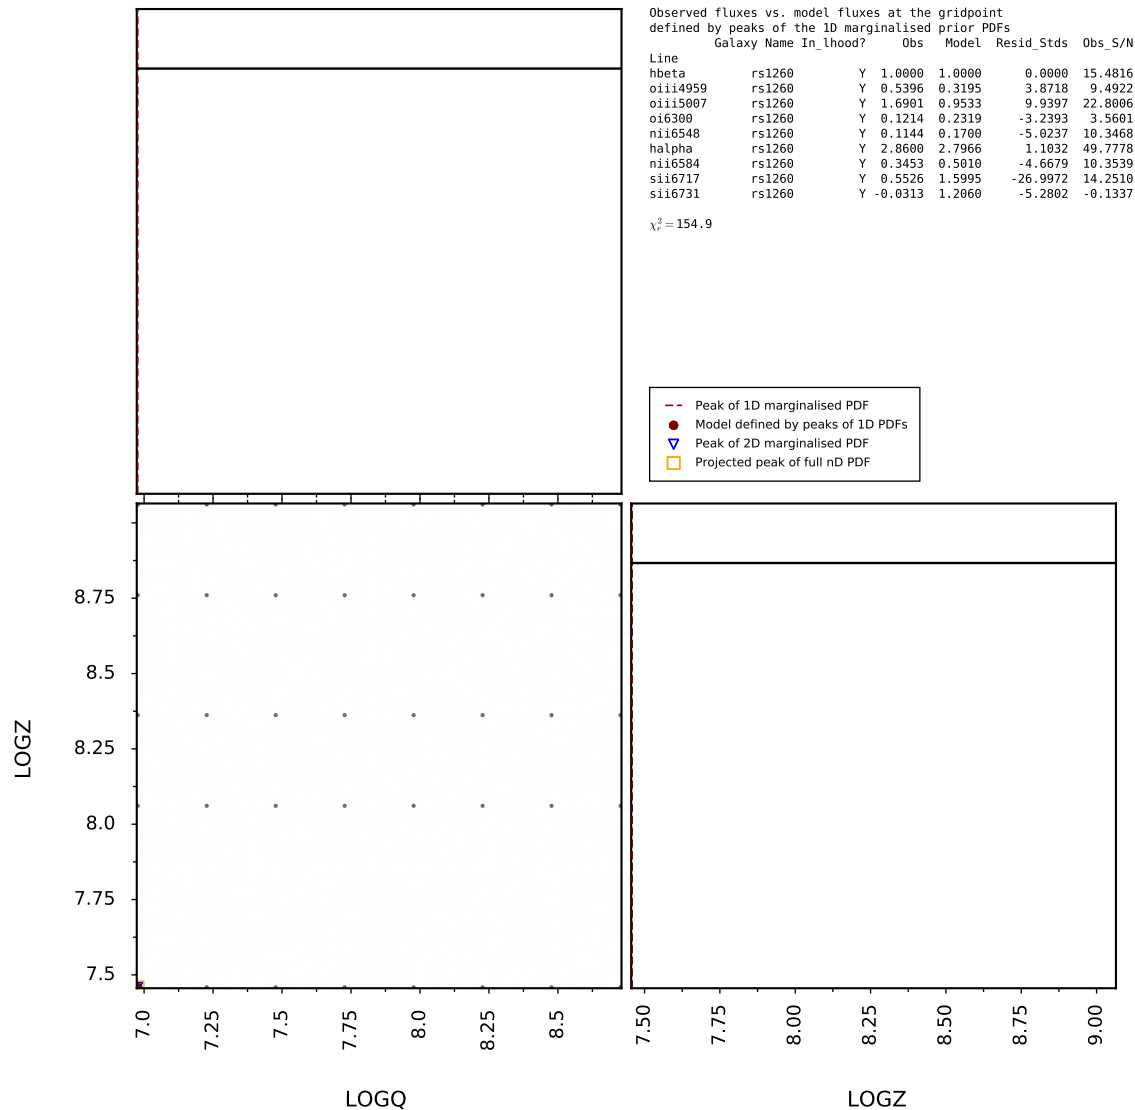 Observed fluxes vs. model fluxes at the gridpoint
defined by peaks of the 1D marginalised prior PDFs
Galaxy Name In_lhood? Obs Model Resid_Stds Obs_S/N
Line
hbeta rs1260 Y 1.0000 1.0000 0.0000 15.4816
oiii4959 rs1260 Y 0.5396 0.3195 3.8718 9.4922
oiii5007 rs1260 Y 1.6901 0.9533 9.9397 22.8006
oi6300 rs1260 Y 0.1214 0.2319 -3.2393 3.5601
nii6548 rs1260 Y 0.1144 0.1700 -5.0237 10.3468
halpha rs1260 Y 2.8600 2.7966 1.1032 49.7778
nii6584 rs1260 Y 0.3453 0.5010 -4.6679 10.3539
sii6717 rs1260 Y 0.5526 1.5995 -26.9972 14.2510
sii6731 rs1260 Y -0.0313 1.2060 -5.2802 -0.1337
χ²ᵣ = 154.9
Peak of 1D marginalised PDF
Model defined by peaks of 1D PDFs
Peak of 2D marginalised PDF
Projected peak of full nD PDF
LOGZ
8.75
8.5
8.25
8.0
7.75
7.5
7.0 7.25 7.5 7.75 8.0 8.25 8.5
LOGQ
7.50 7.75 8.00 8.25 8.50 8.75 9.00
LOGZ